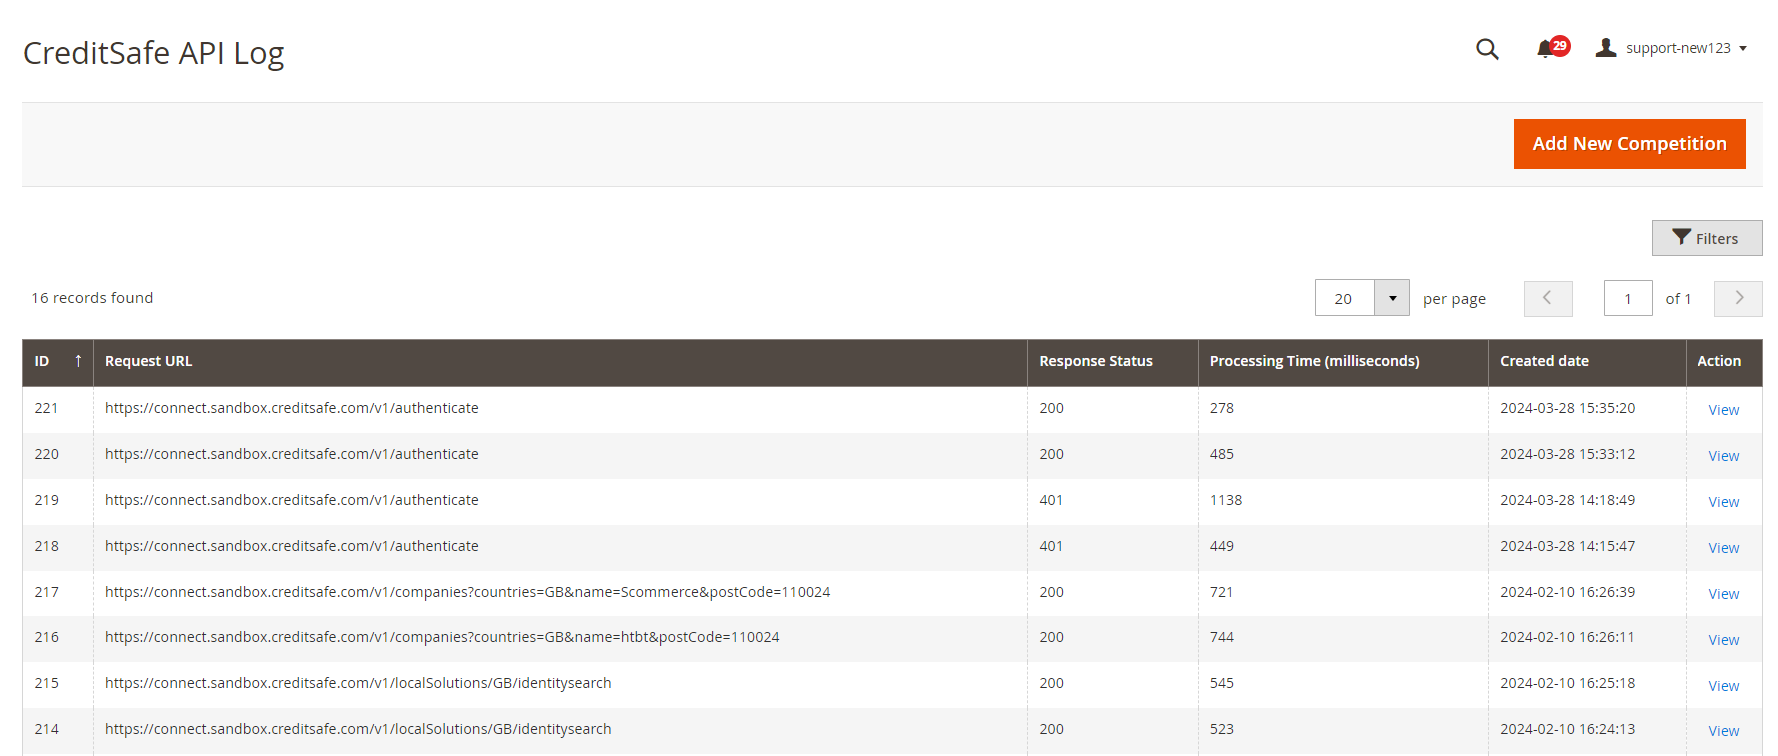 CreditSafe API Log
29
support-new123
Add New Competition
Filters
16 records found
20 per page 1 of 1
ID ↑ Request URL Response Status Processing Time (milliseconds) Created date Action
221 https://connect.sandbox.creditsafe.com/v1/authenticate 200 278 2024-03-28 15:35:20 View
220 https://connect.sandbox.creditsafe.com/v1/authenticate 200 485 2024-03-28 15:33:12 View
219 https://connect.sandbox.creditsafe.com/v1/authenticate 401 1138 2024-03-28 14:18:49 View
218 https://connect.sandbox.creditsafe.com/v1/authenticate 401 449 2024-03-28 14:15:47 View
217 https://connect.sandbox.creditsafe.com/v1/companies?countries=GB&name=Scommerce&postCode=110024 200 721 2024-02-10 16:26:39 View
216 https://connect.sandbox.creditsafe.com/v1/companies?countries=GB&name=htbt&postCode=110024 200 744 2024-02-10 16:26:11 View
215 https://connect.sandbox.creditsafe.com/v1/localSolutions/GB/identitysearch 200 545 2024-02-10 16:25:18 View
214 https://connect.sandbox.creditsafe.com/v1/localSolutions/GB/identitysearch 200 523 2024-02-10 16:24:13 View